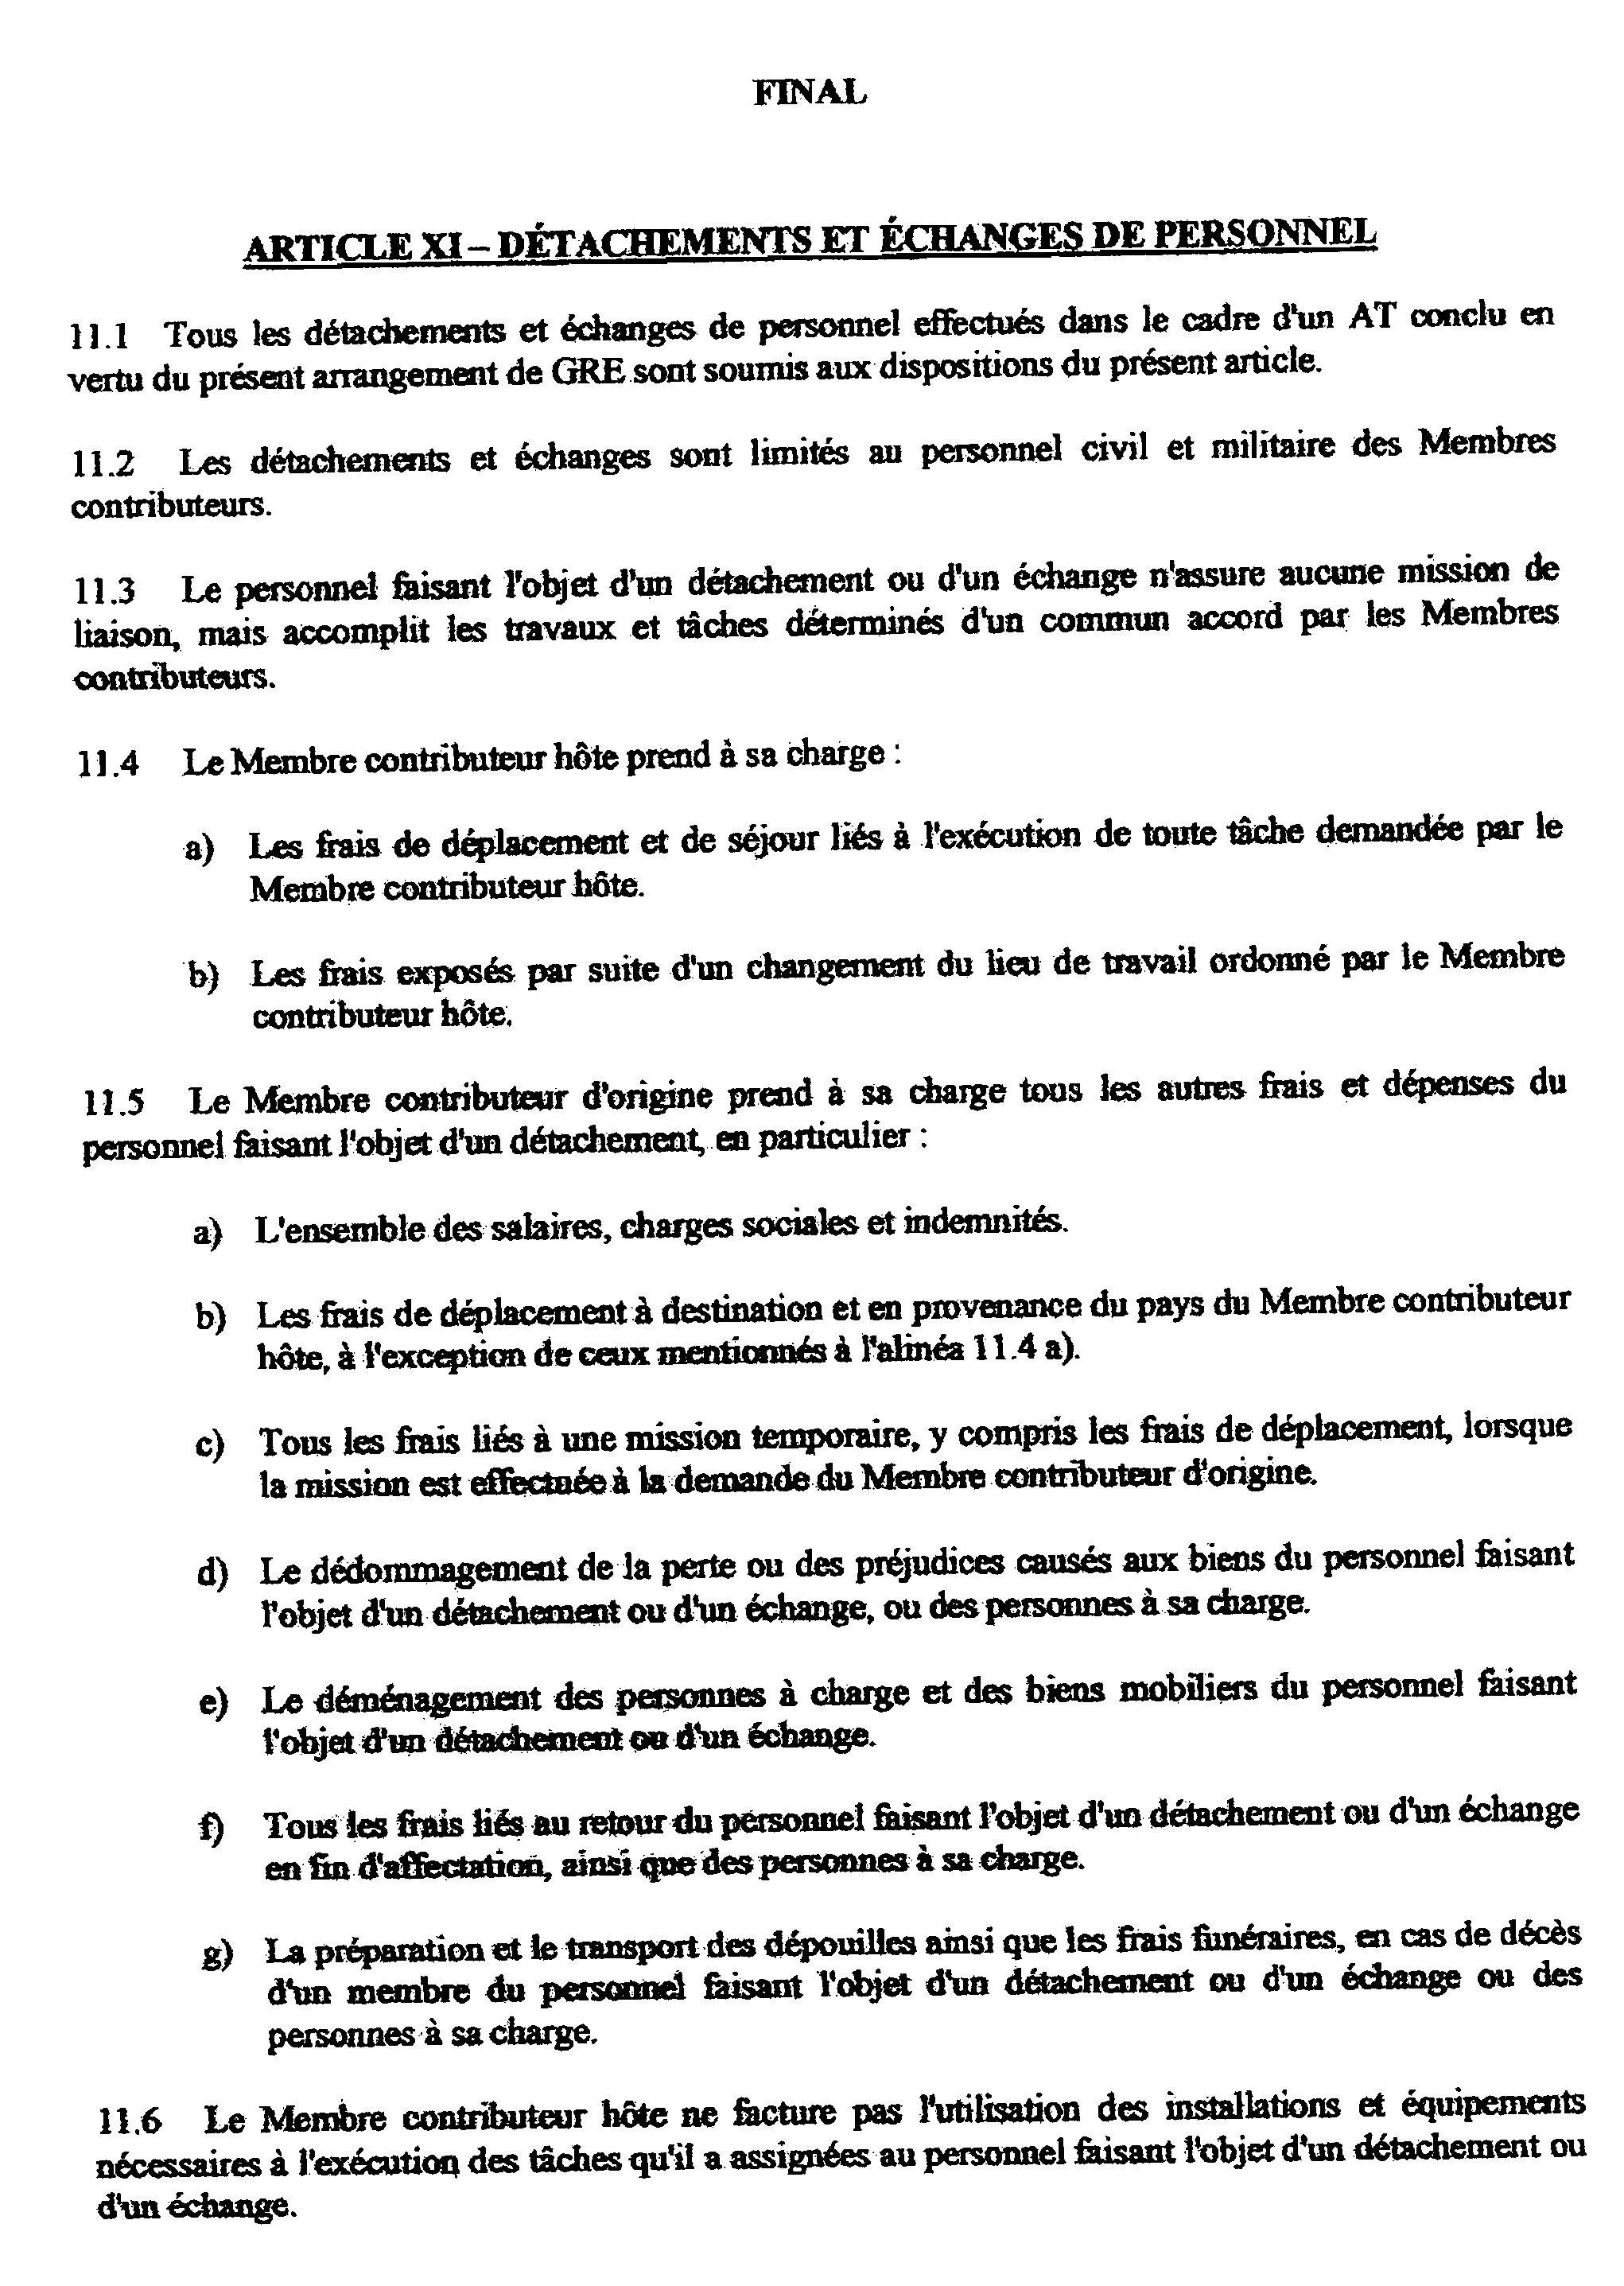 FINAL
ARTICLE XI – DÉTACHEMENTS ET ÉCHANGES DE PERSONNEL
11.1 Tous les détachements et échanges de personnel effectués dans le cadre d'un AT conclu en
vertu du présent arrangement de GRE sont soumis aux dispositions du présent article.
11.2 Les détachements et échanges sont limités au personnel civil et militaire des Membres
contributeurs.
11.3 Le personnel faisant l'objet d'un détachement ou d'un échange n'assure aucune mission de
liaison, mais accomplit les travaux et tâches déterminés d'un commun accord par les Membres
contributeurs.
11.4 Le Membre contributeur hôte prend à sa charge :
a) Les frais de déplacement et de séjour liés à l'exécution de toute tâche demandée par le
Membre contributeur hôte.
b) Les frais exposés par suite d'un changement du lieu de travail ordonné par le Membre
contributeur hôte.
11.5 Le Membre contributeur d'origine prend à sa charge tous les autres frais et dépenses du
personnel faisant l'objet d'un détachement, en particulier :
a) L'ensemble des salaires, charges sociales et indemnités.
b) Les frais de déplacement à destination et en provenance du pays du Membre contributeur
hôte, à l'exception de ceux mentionnés à l'alinéa 11.4 a).
c) Tous les frais liés à une mission temporaire, y compris les frais de déplacement, lorsque
la mission est effectuée à la demande du Membre contributeur d'origine.
d) Le dédommagement de la perte ou des préjudices causés aux biens du personnel faisant
l'objet d'un détachement ou d'un échange, ou des personnes à sa charge.
e) Le déménagement des personnes à charge et des biens mobiliers du personnel faisant
l'objet d'un détachement ou d'un échange.
f) Tous les frais liés au retour du personnel faisant l'objet d'un détachement ou d'un échange
en fin d'affectation, ainsi que des personnes à sa charge.
g) La préparation et le transport des dépouilles ainsi que les frais funéraires, en cas de décès
d'un membre du personnel faisant l'objet d'un détachement ou d'un échange ou des
personnes à sa charge.
11.6 Le Membre contributeur hôte ne facture pas l'utilisation des installations et équipements
nécessaires à l'exécution des tâches qu'il a assignées au personnel faisant l'objet d'un détachement ou
d'un échange.